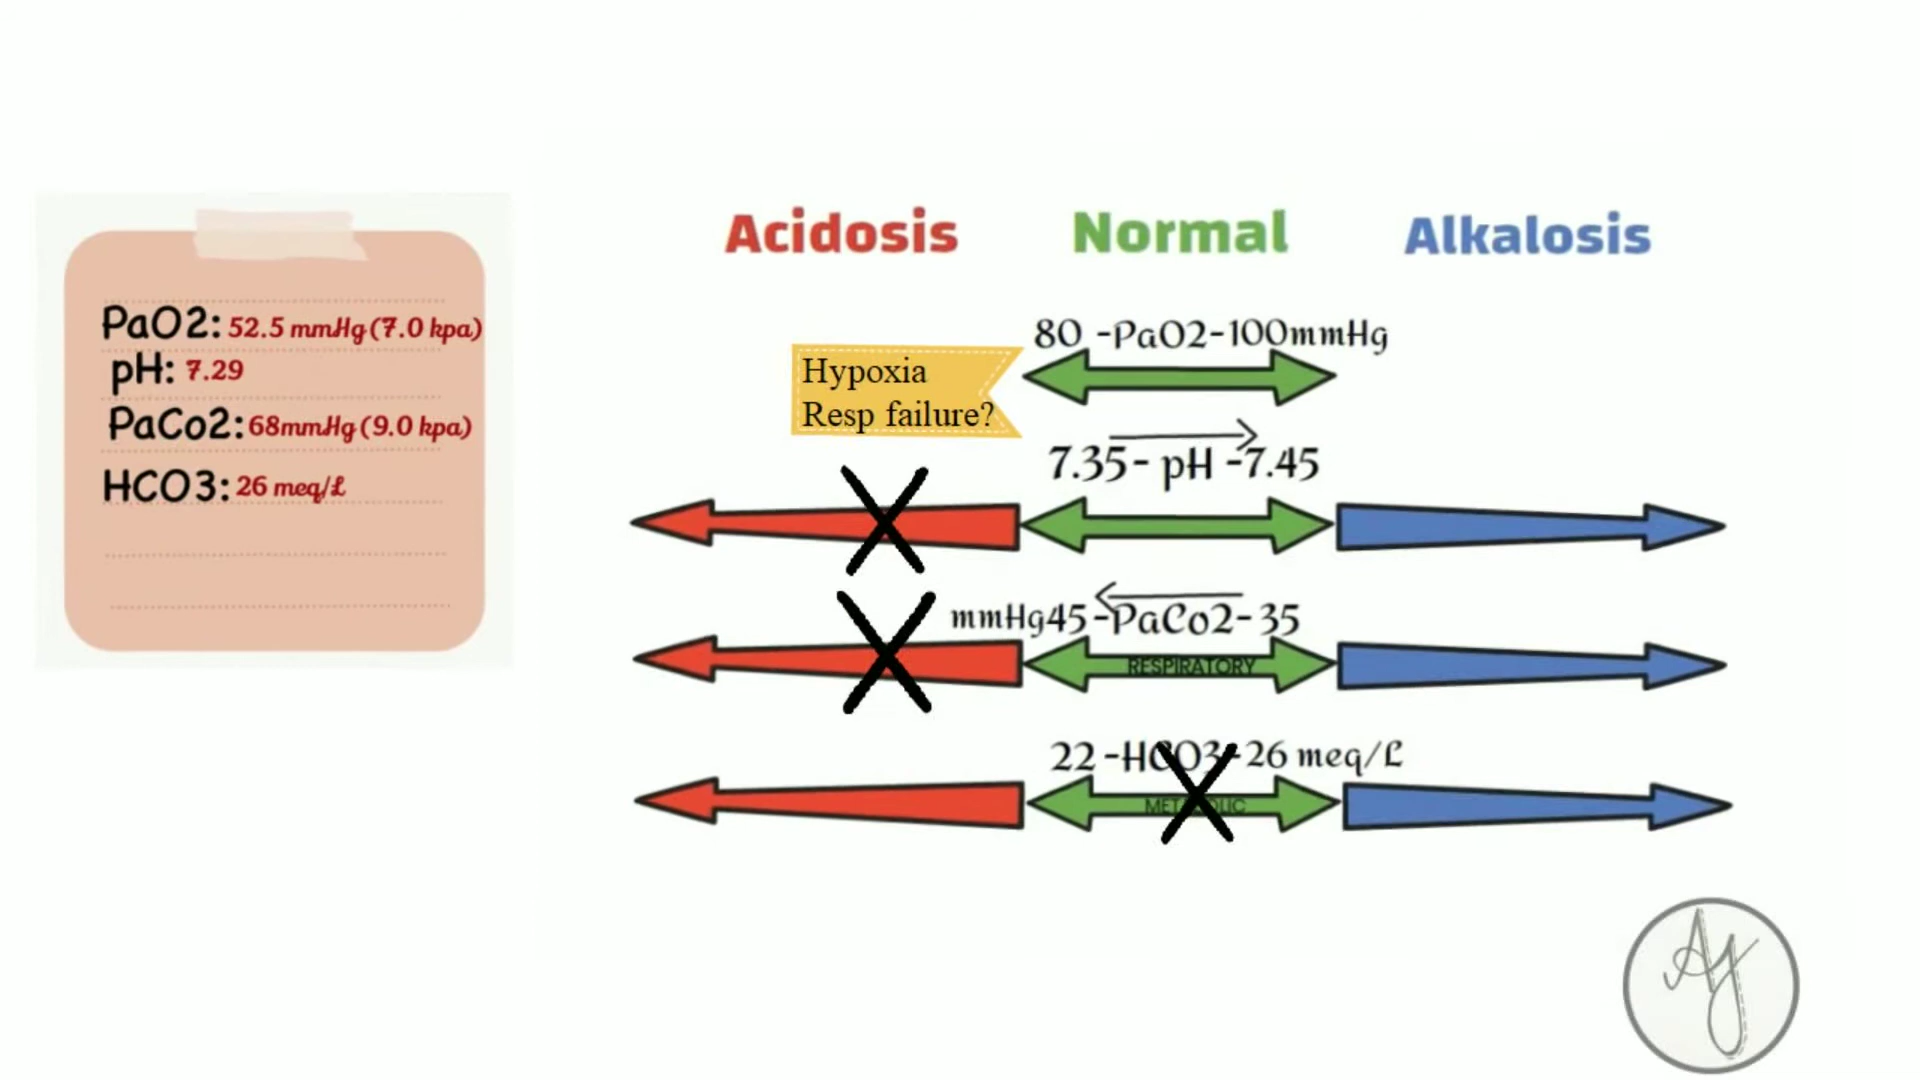 PaO2: 52.5 mmHg (7.0 kpa)
pH: 7.29
PaCo2: 68mmHg (9.0 kpa)
HCO3: 26 meq/L
Acidosis
Normal
Alkalosis
80 -PaO2-100mmHg
Hypoxia
Resp failure?
7.35- pH -7.45
mmHg45-PaCo2-35
RESPIRATORY
22 -HCO3-26 meq/L
METABOLIC
Ay